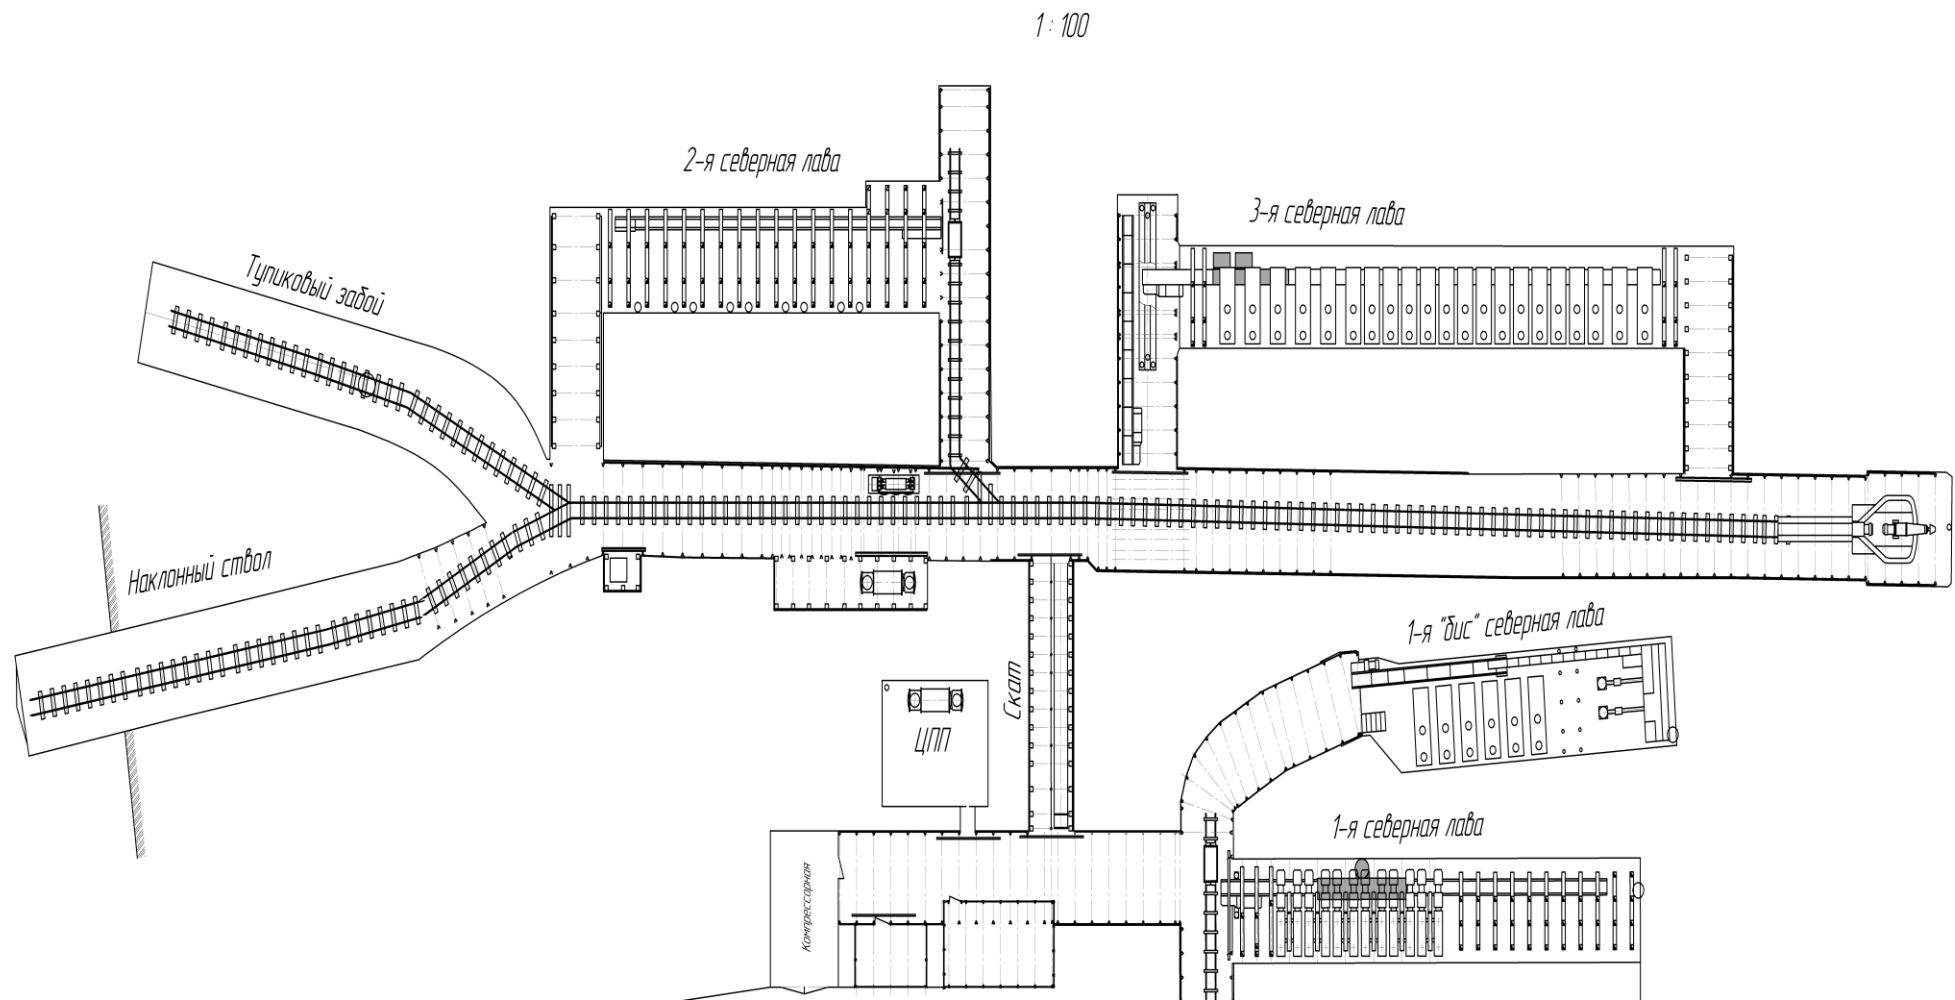 1 : 100
2-я северная лава
3-я северная лава
Тупиковый забой
Наклонный ствол
1-я "бис" северная лава
Скат
ЦПП
1-я северная лава
Компрессорная